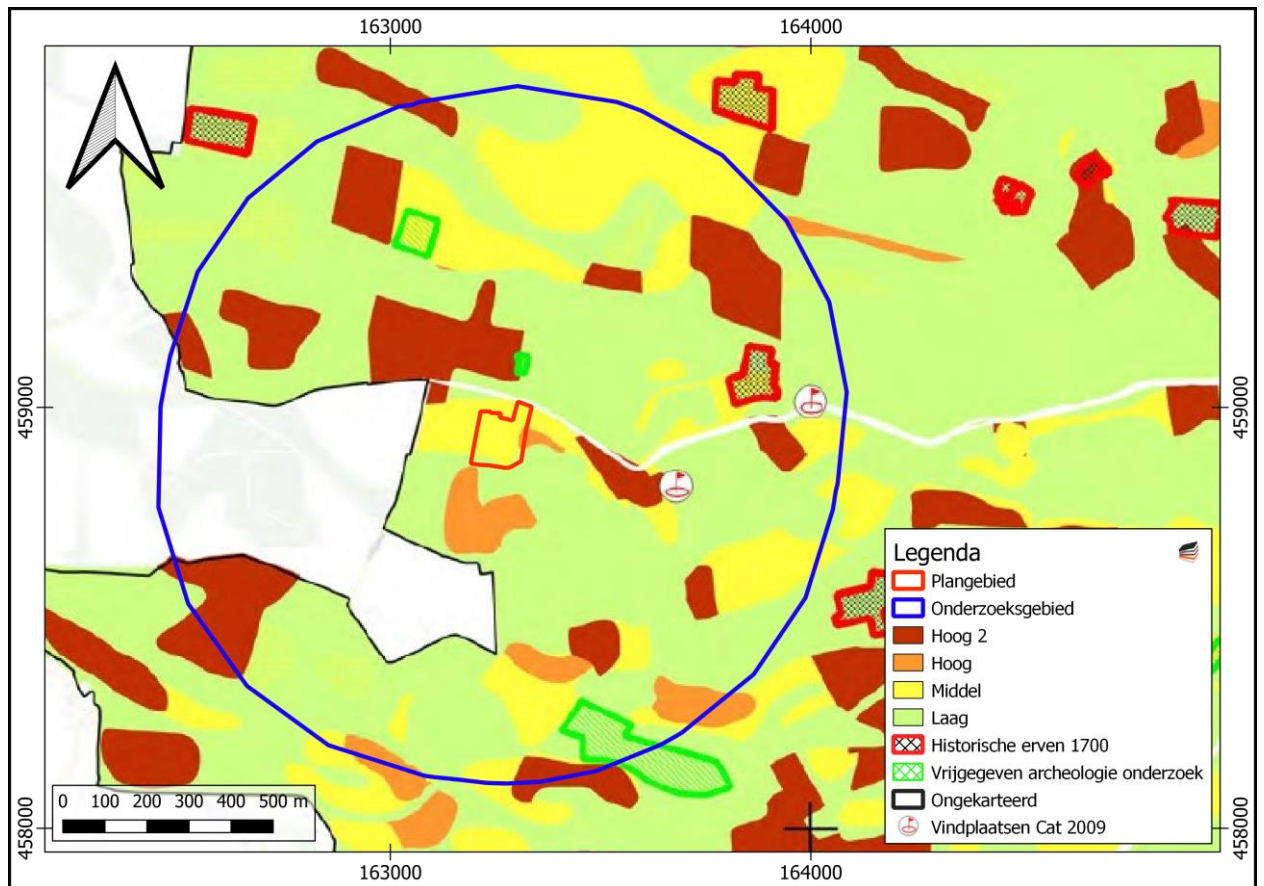 163000
164000
459000
459000
Legenda
Plangebied
Onderzoeksgebied
Hoog 2
Hoog
Middel
Laag
Historische erven 1700
Vrijgegeven archeologie onderzoek
Ongekarteerd
Vindplaatsen Cat 2009
0 100 200 300 400 500 m
458000
458000
163000
164000